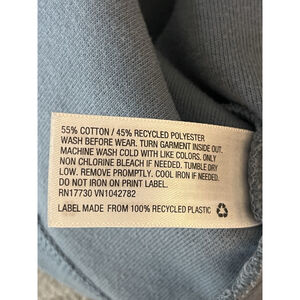 55% COTTON / 45% RECYCLED POLYESTER
WASH BEFORE WEAR. TURN GARMENT INSIDE OUT.
MACHINE WASH COLD WITH LIKE COLORS. ONLY
NON CHLORINE BLEACH IF NEEDED. TUMBLE DRY
LOW. REMOVE PROMPTLY. COOL IRON IF NEEDED.
DO NOT IRON ON PRINT LABEL.
RN17730 VN1042782
LABEL MADE FROM 100% RECYCLED PLASTIC